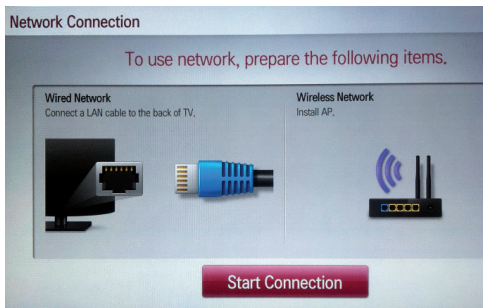 Network Connection
To use network, prepare the following items.
Wired Network
Connect a LAN cable to the back of TV.
Wireless Network
Install AP.
Start Connection